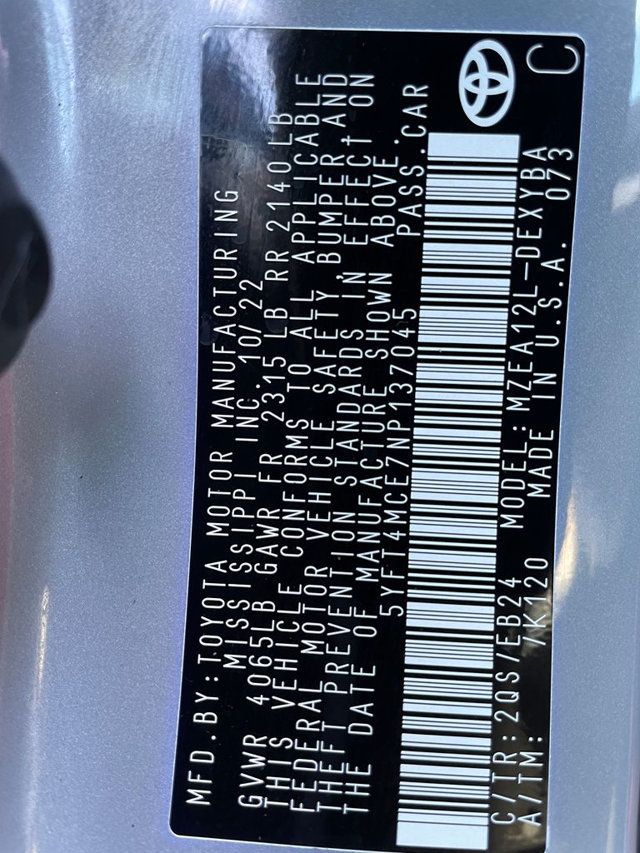 MFD.BY:TOYOTA MOTOR MANUFACTURING
MISSISSIPPI INC. 10/22
GVWR 4065LB GAWR FR 2315 LB RR 2140 LB
THIS VEHICLE CONFORMS TO ALL APPLICABLE
FEDERAL MOTOR VEHICLE SAFETY, BUMPER, AND
THEFT PREVENTION STANDARDS IN EFFECT ON
THE DATE OF MANUFACTURE SHOWN ABOVE.
5YFT4MCE7NP137045 PASS.CAR
C/TR:2QS/EB24 MODEL:MZEA12L-DEXYBA
A/TM: /K120 MADE IN U.S.A. 073
C